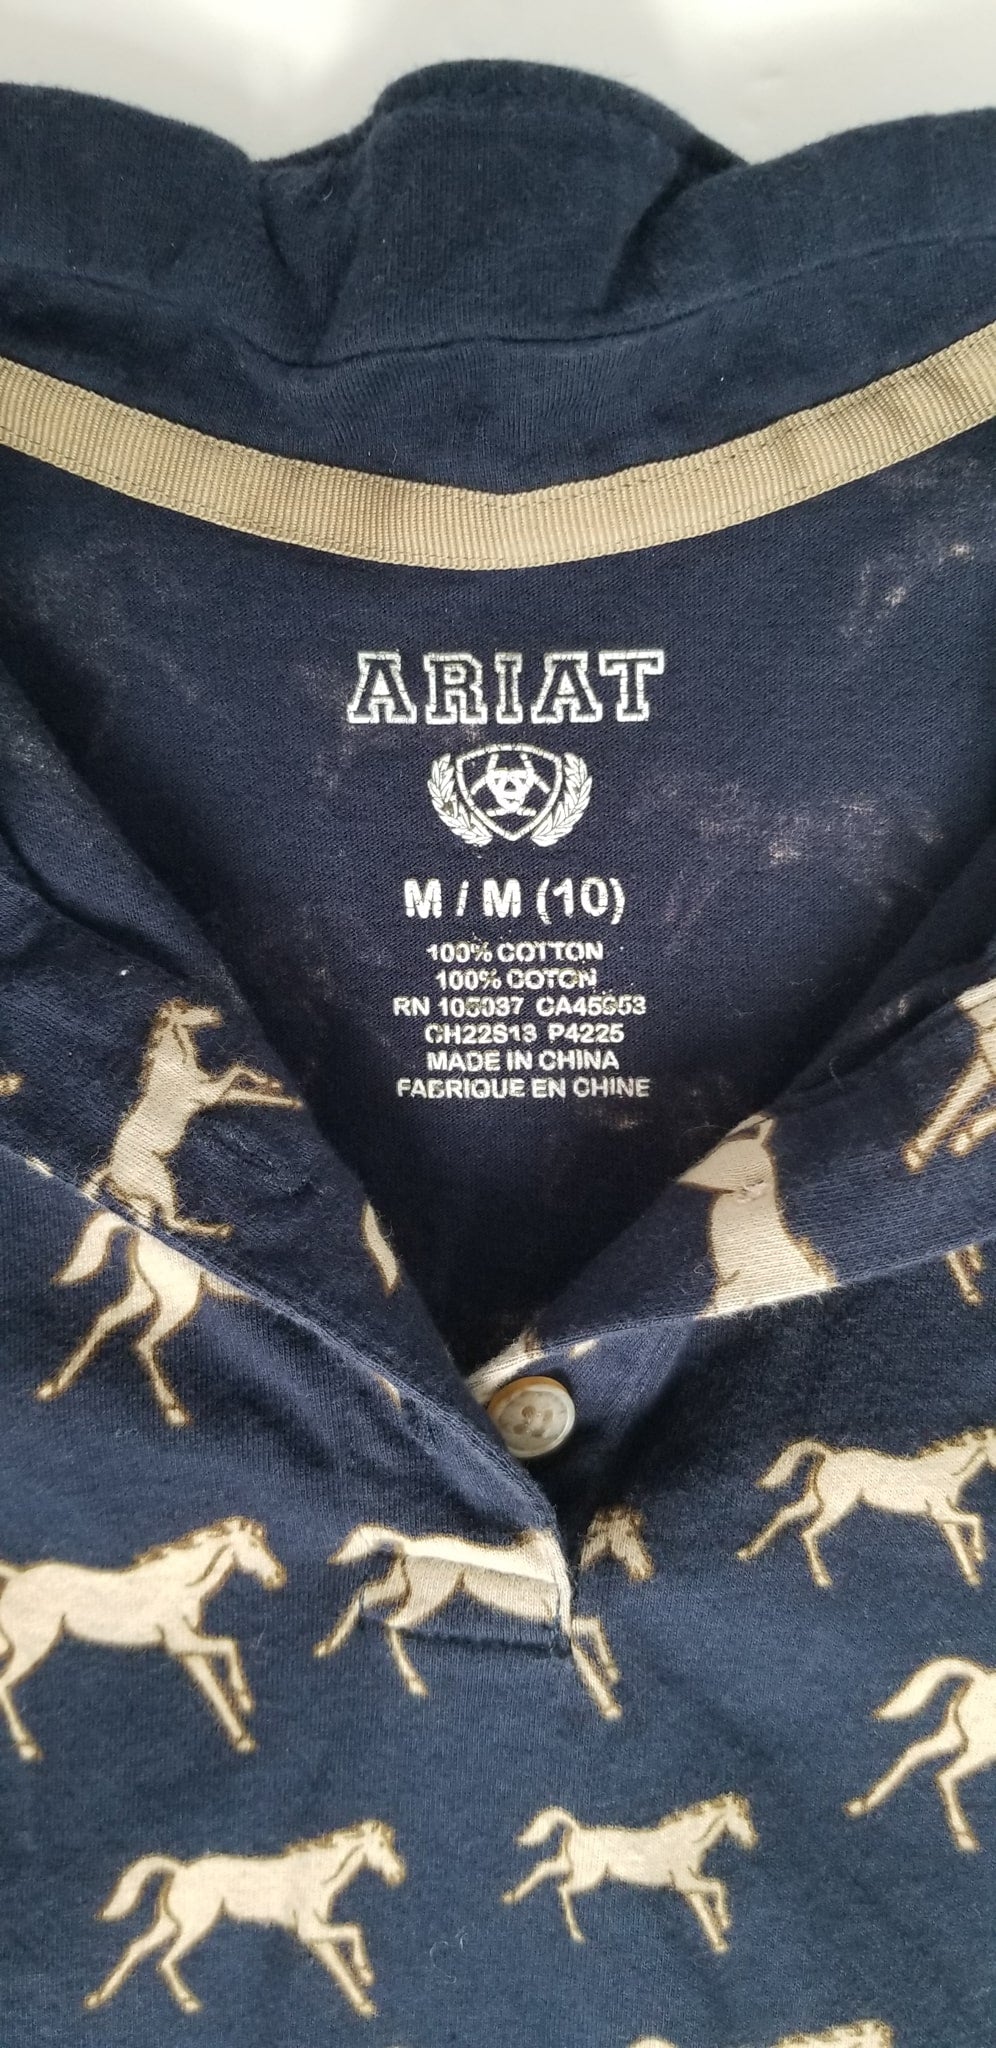 ARIAT
M / M (10)
100% COTTON
100% COTON
RN 105037 CA45553
CH22S13 P4225
MADE IN CHINA
FABRIQUE EN CHINE